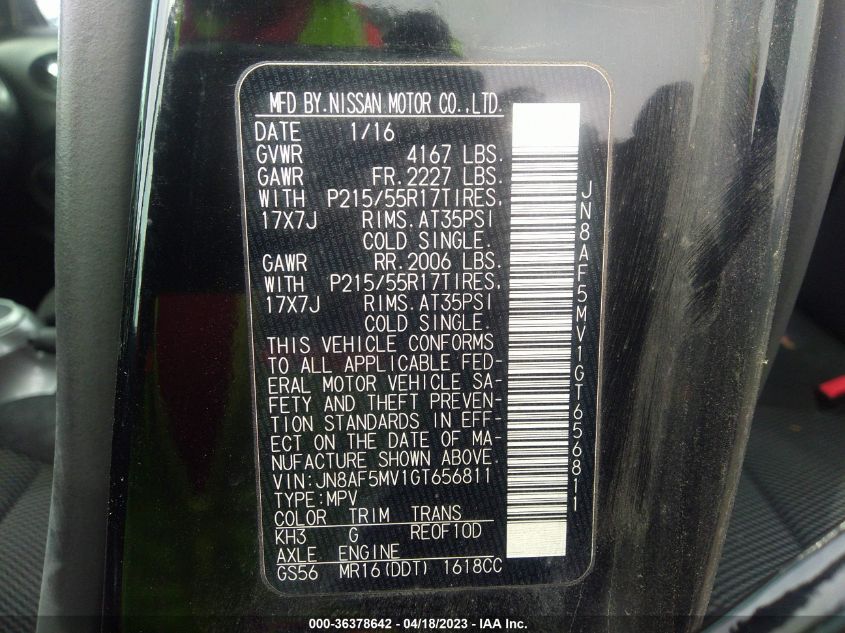 MFD BY.NISSAN MOTOR CO.,LTD.
DATE 1/16
GVWR 4167 LBS.
GAWR FR.2227 LBS.
WITH P215/55R17TIRES,
17X7J RIMS.AT35PSI
COLD SINGLE.
GAWR RR.2006 LBS.
WITH P215/55R17TIRES,
17X7J RIMS.AT35PSI
COLD SINGLE.
THIS VEHICLE CONFORMS
TO ALL APPLICABLE FED-
ERAL MOTOR VEHICLE SA-
FETY AND THEFT PREVEN-
TION STANDARDS IN EFF-
ECT ON THE DATE OF MA-
NUFACTURE SHOWN ABOVE.
VIN:JN8AF5MV1GT656811
TYPE:MPV
COLOR TRIM TRANS
KH3 G RE0F10D
AXLE ENGINE
GS56 MR16(DDT) 1618CC
JN8AF5MV1GT656811
000-36378642 - 04/18/2023 - IAA Inc.